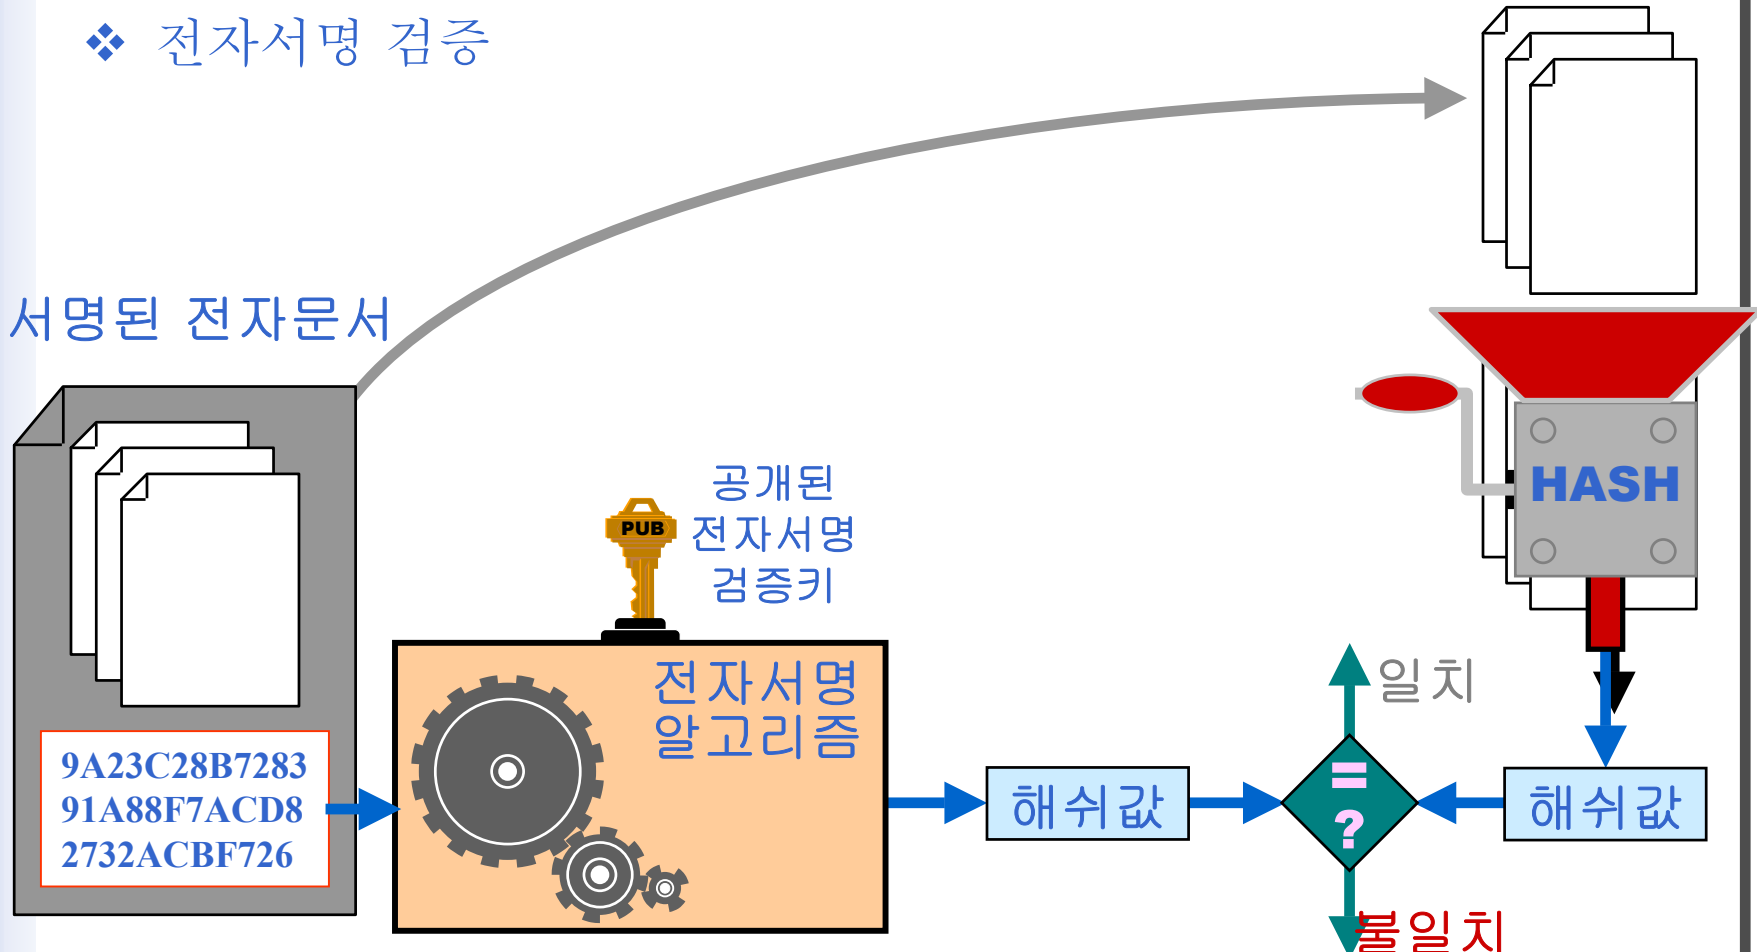 전자서명 검증
서명된 전자문서
9A23C28B7283
91A88F7ACD8
2732ACBF726
PUB
공개된
전자서명
검증키
전자서명
알고리즘
해쉬값
=
?
일치
불일치
HASH
해쉬값